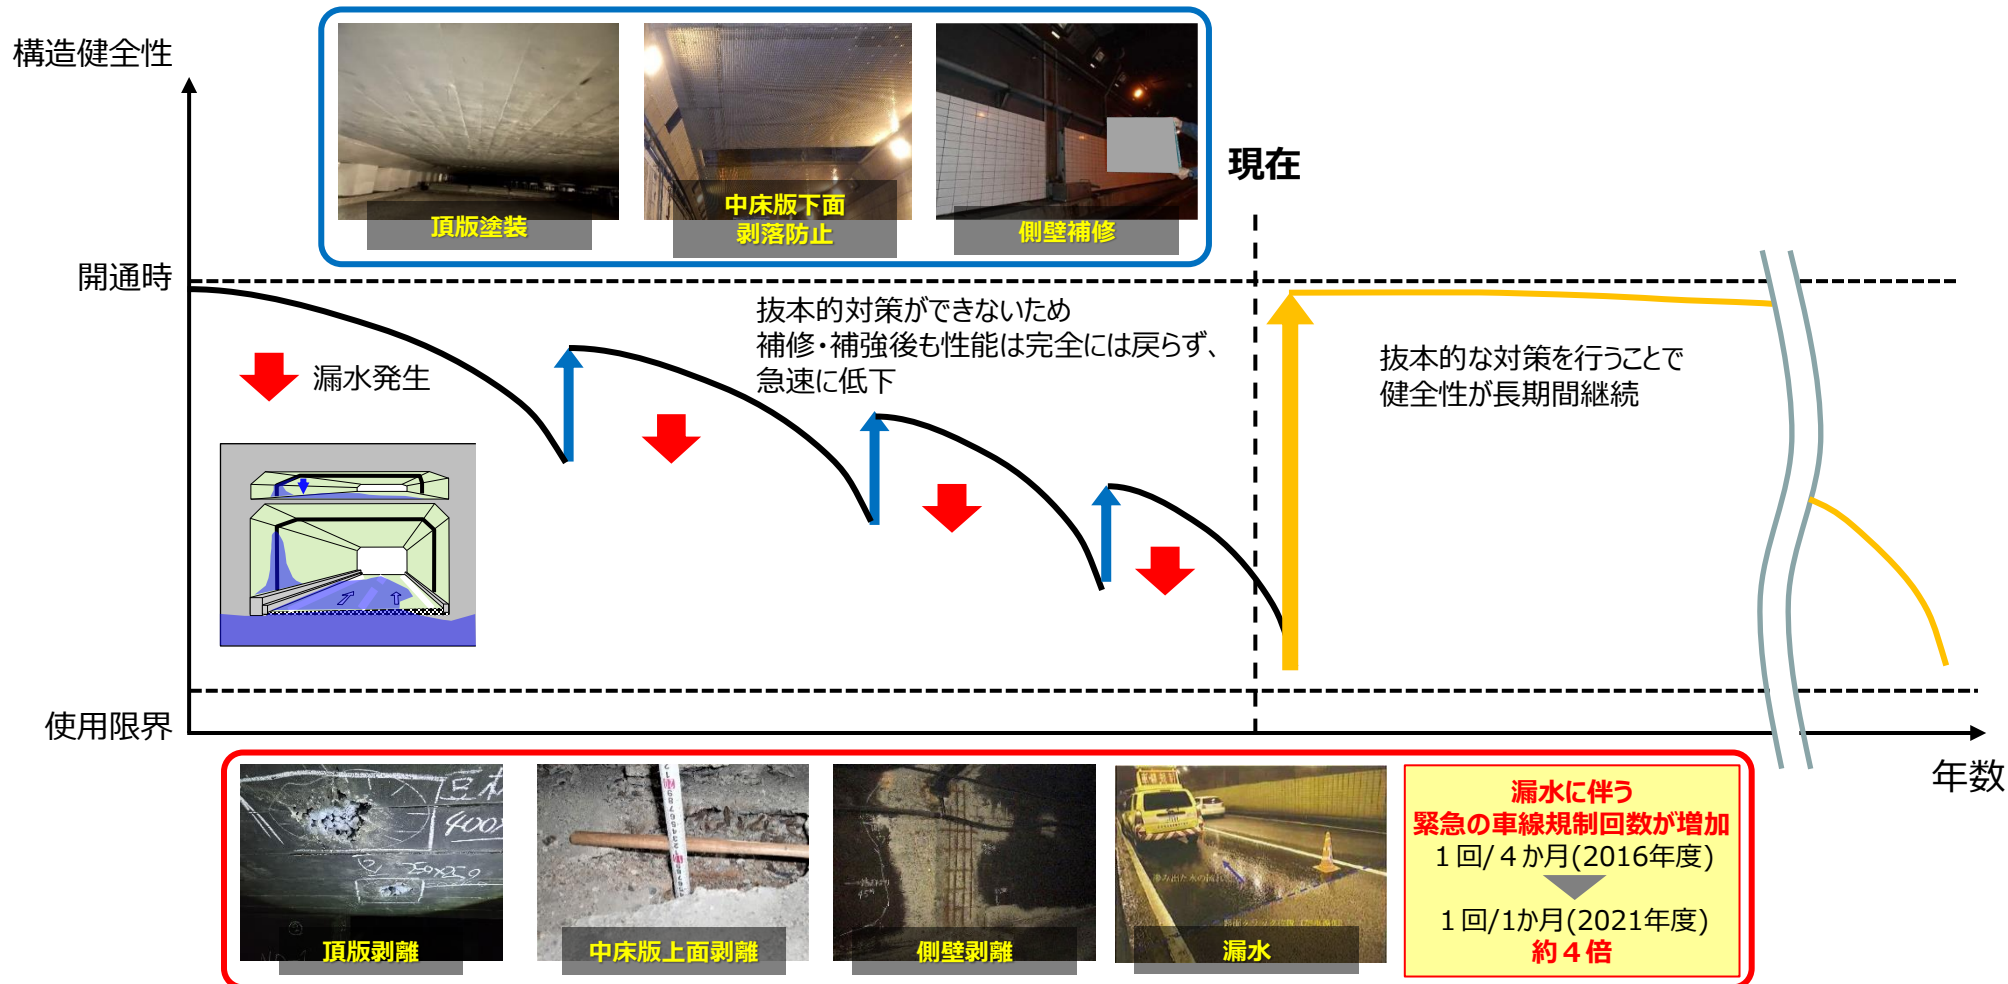 構造健全性
頂版塗装
中床版下面
剥落防止
側壁補修
現在
開通時
漏水発生
抜本的対策ができないため
補修・補強後も性能は完全には戻らず、
急速に低下
抜本的な対策を行うことで
健全性が長期間継続
使用限界
年数
400
250x250
頂版剥離
中床版上面剥離
側壁剥離
漏水
漏水に伴う
緊急の車線規制回数が増加
１回/４か月(2016年度)
１回/1か月(2021年度)
約４倍